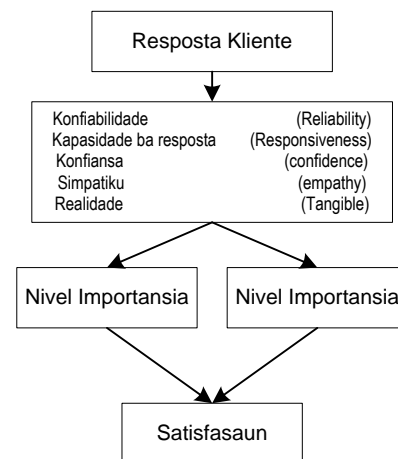 Resposta Kliente
Konfiabilidade (Reliability)
Kapasidade ba resposta (Responsiveness)
Konfiansa (confidence)
Simpatiku (empathy)
Realidade (Tangible)
Nivel Importansia
Nivel Importansia
Satisfasaun